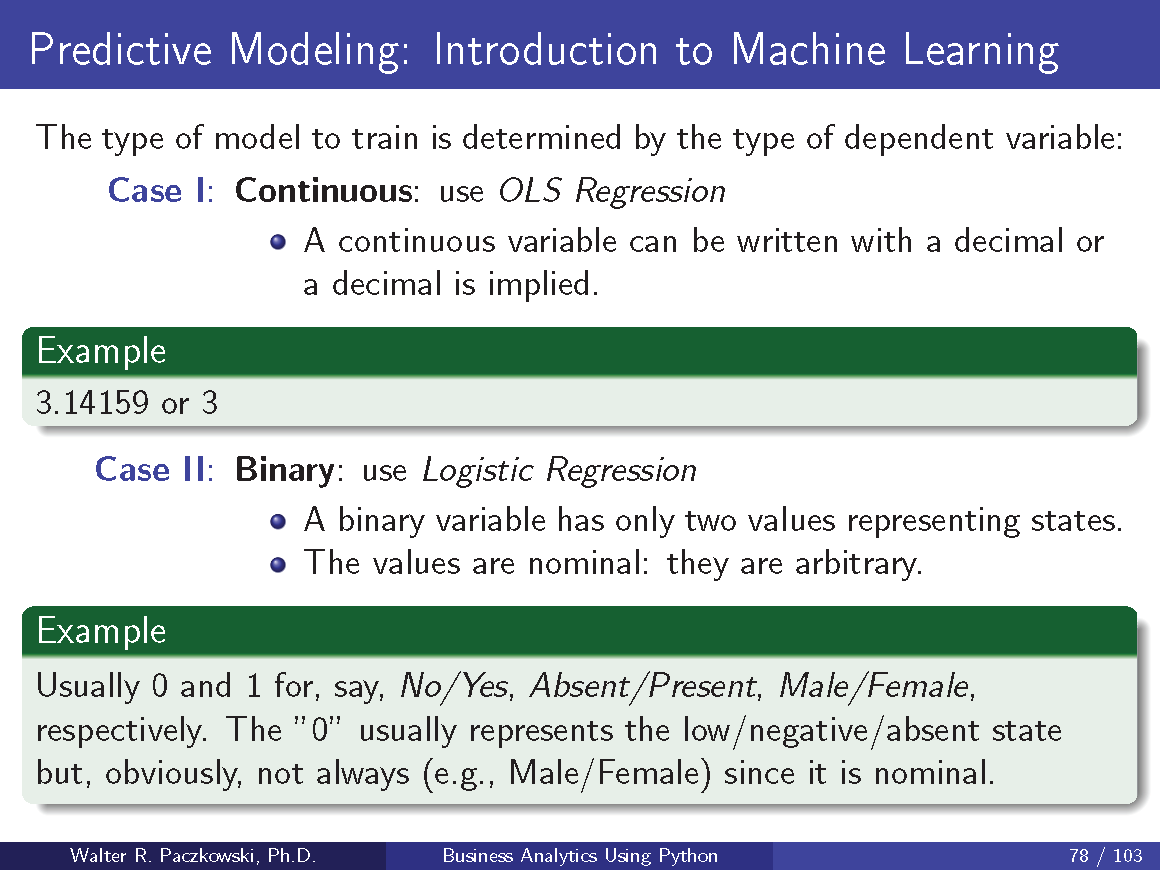 Predictive Modeling: Introduction to Machine Learning
The type of model to train is determined by the type of dependent variable:
Case I: Continuous: use OLS Regression
A continuous variable can be written with a decimal or
a decimal is implied.
Example
3.14159 or 3
Case II: Binary: use Logistic Regression
A binary variable has only two values representing states.
The values are nominal: they are arbitrary.
Example
Usually 0 and 1 for, say, No/Yes, Absent/Present, Male/Female,
respectively. The ”0” usually represents the low/negative/absent state
but, obviously, not always (e.g., Male/Female) since it is nominal.
Walter R. Paczkowski, Ph.D. Business Analytics Using Python 78 / 103